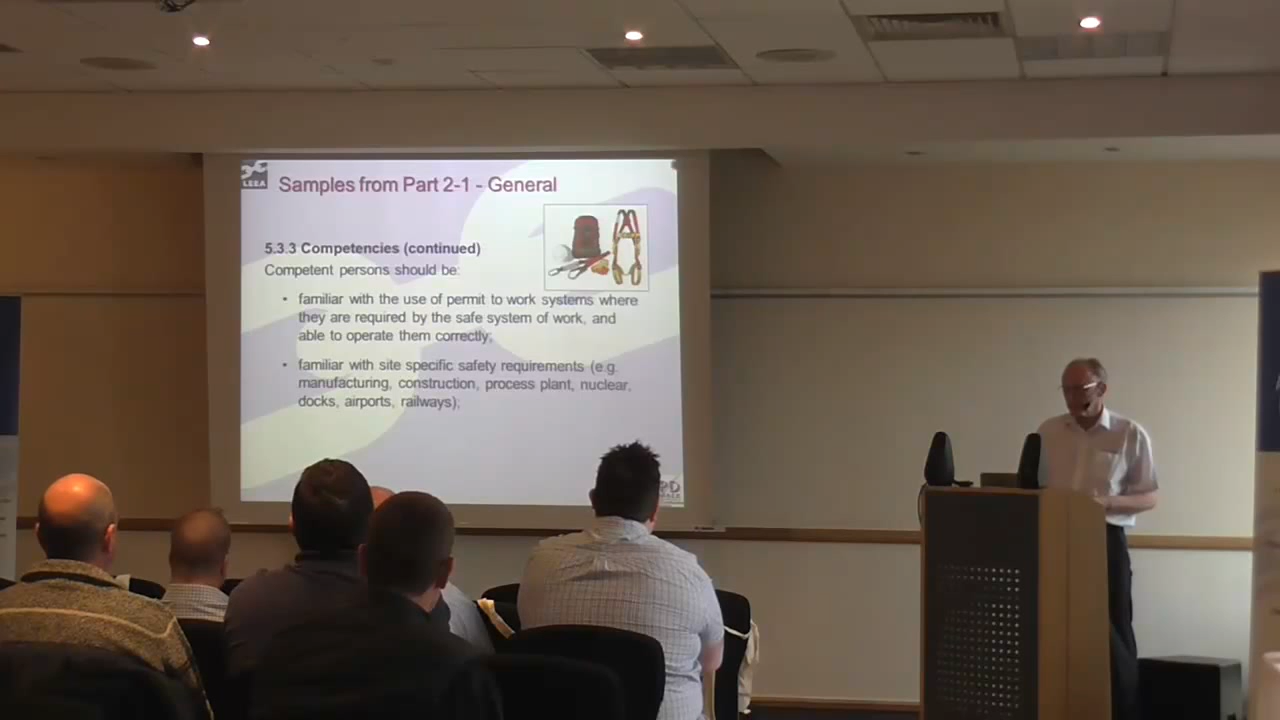 LEEA
Samples from Part 2-1 - General
5.3.3 Competencies (continued)
Competent persons should be:
• familiar with the use of permit to work systems where
they are required by the safe system of work, and
able to operate them correctly;
• familiar with site specific safety requirements (e.g.
manufacturing, construction, process plant, nuclear,
docks, airports, railways);